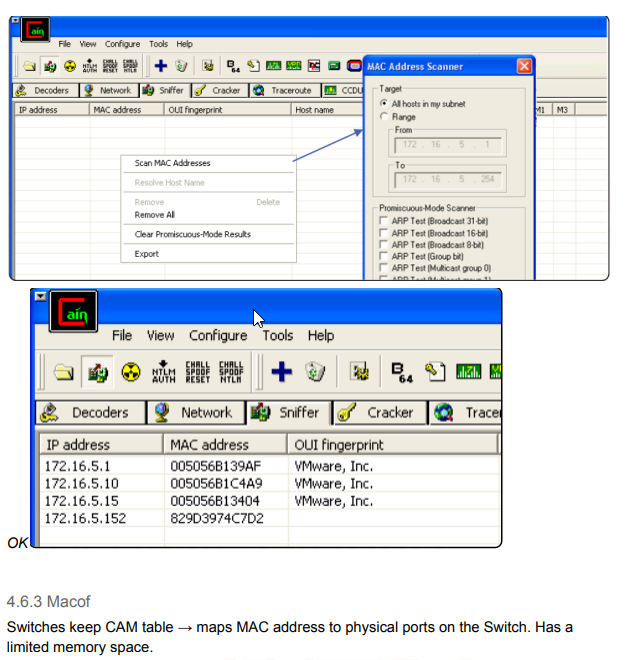 Cain
File View Configure Tools Help
NTLM AUTH CHALL SPOOF RESET CHALL SPOOF NTLM B 64
MAC Address Scanner
Decoders Network Sniffer Cracker Traceroute CCDU
IP address MAC address OUI fingerprint Host name M1 M3
Target
All hosts in my subnet
Range
From
172 . 16 . 5 . 1
To
172 . 16 . 5 . 254
Promiscuous-Mode Scanner
ARP Test (Broadcast 31-bit)
ARP Test (Broadcast 16-bit)
ARP Test (Broadcast 8-bit)
ARP Test (Group bit)
ARP Test (Multicast group 0)
ARP Test (Multicast group 1)
Scan MAC Addresses
Resolve Host Name
Remove Delete
Remove All
Clear Promiscuous-Mode Results
Export
Cain
File View Configure Tools Help
NTLM AUTH CHALL SPOOF RESET CHALL SPOOF NTLM B 64
Decoders Network Sniffer Cracker Tracer
IP address MAC address OUI fingerprint
172.16.5.1 005056B139AF VMware, Inc.
172.16.5.10 005056B1C4A9 VMware, Inc.
172.16.5.15 005056B13404 VMware, Inc.
172.16.5.152 829D3974C7D2
OK
4.6.3 Macof
Switches keep CAM table → maps MAC address to physical ports on the Switch. Has a
limited memory space.